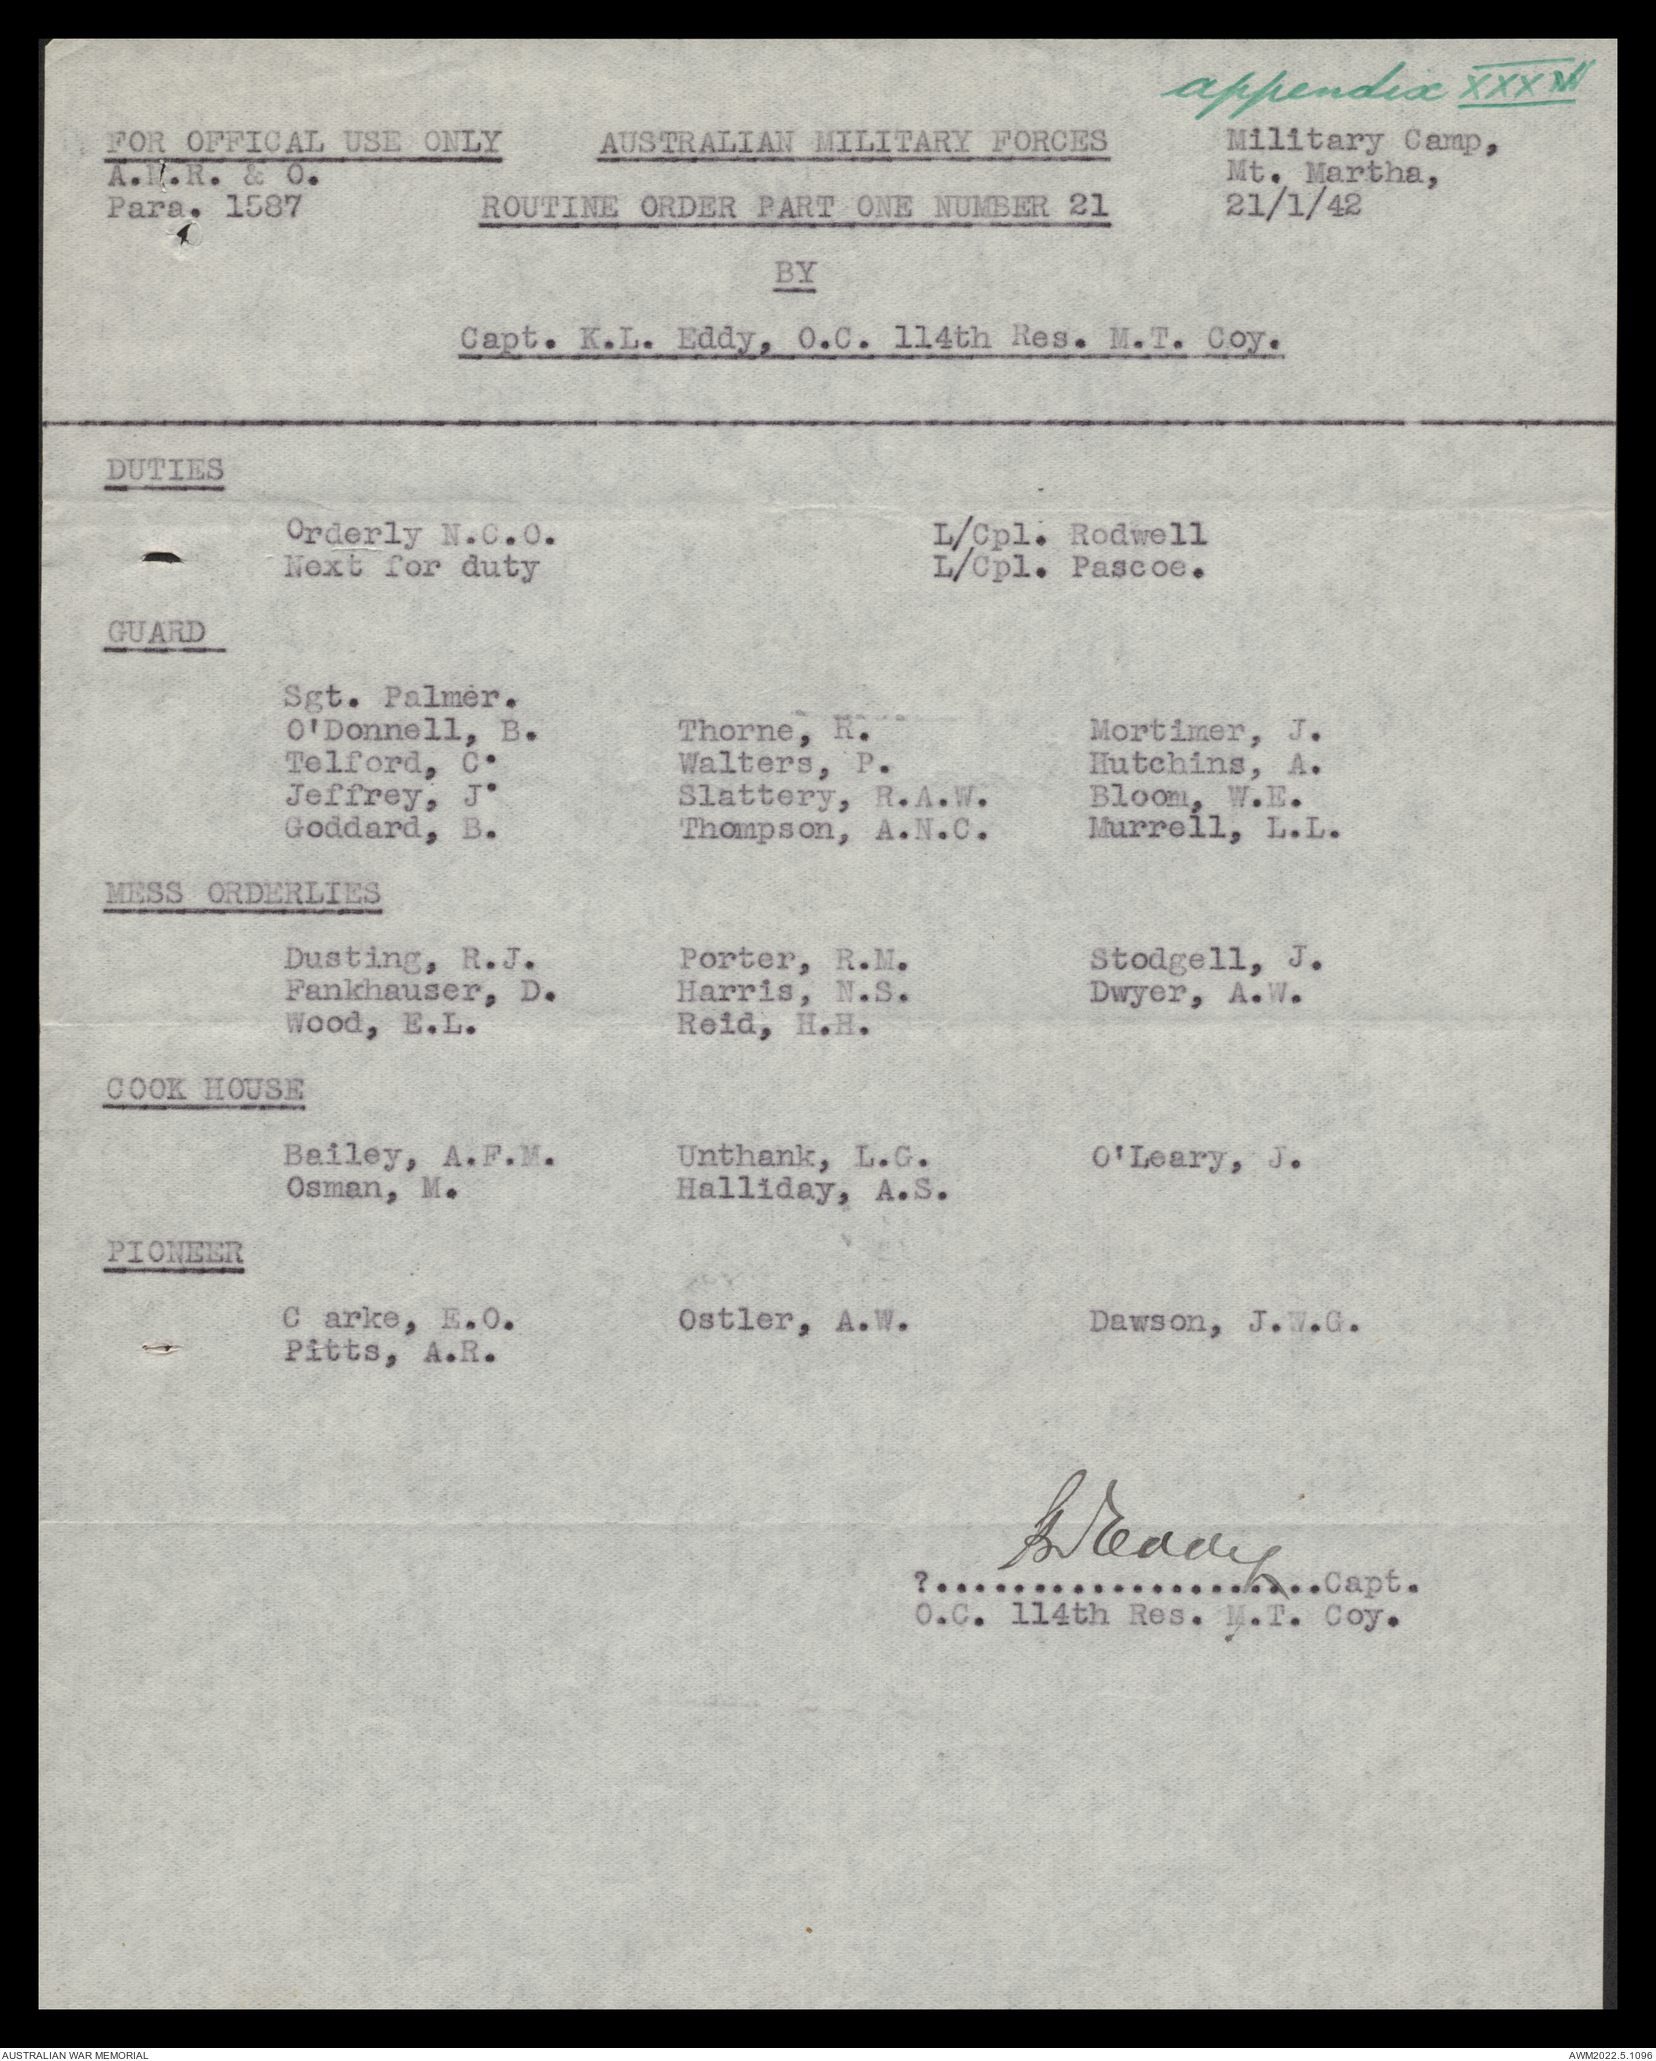 appendix
FOR OFFICAL USE ONLY AUSTRALIAN MILITARY FORCES Military Camp,
A.M.R. & O. Mt. Martha,
Para. 1587 ROUTINE ORDER PART ONE NUMBER 21 21/1/42
BY
Capt. K.L. Eddy, O.C. 114th Res. M.T. Coy.
DUTIES
Orderly N.C.O. L/Cpl. Rodwell
Next for duty L/Cpl. Pascoe.
GUARD
Sgt. Palmer.
O'Donnell, B. Thorne, R. Mortimer, J.
Telford, C. Walters, P. Hutchins, A.
Jeffrey, J. Slattery, R.A.W. Bloom, W.E.
Goddard, B. Thompson, A.N.C. Murrell, L.L.
MESS ORDERLIES
Dusting, R.J. Porter, R.M. Stodgell, J.
Fankhauser, D. Harris, N.S. Dwyer, A.W.
Wood, E.L. Reid, H.H.
COOK HOUSE
Bailey, A.F.M. Unthank, L.G. O'Leary, J.
Osman, M. Halliday, A.S.
PIONEER
C arke, E.O. Ostler, A.W. Dawson, J.W.G.
Pitts, A.R.
KLEddy
?....................Capt.
O.C. 114th Res. M.T. Coy.
AUSTRALIAN WAR MEMORIAL AWM2022.5.1096